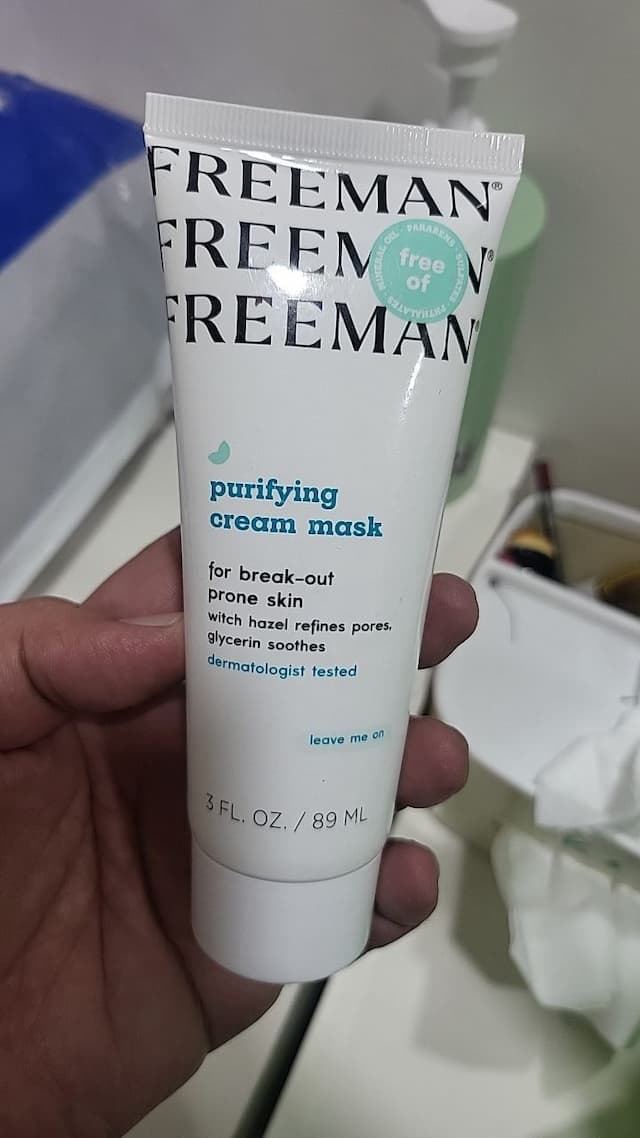 FREEMAN®
FREEM N®
FREEMAN
free
of
MINERAL OIL · PARABENS · SULFATES · PHTHALATES
purifying
cream mask
for break-out
prone skin
witch hazel refines pores,
glycerin soothes
dermatologist tested
leave me on
3 FL. OZ. / 89 ML